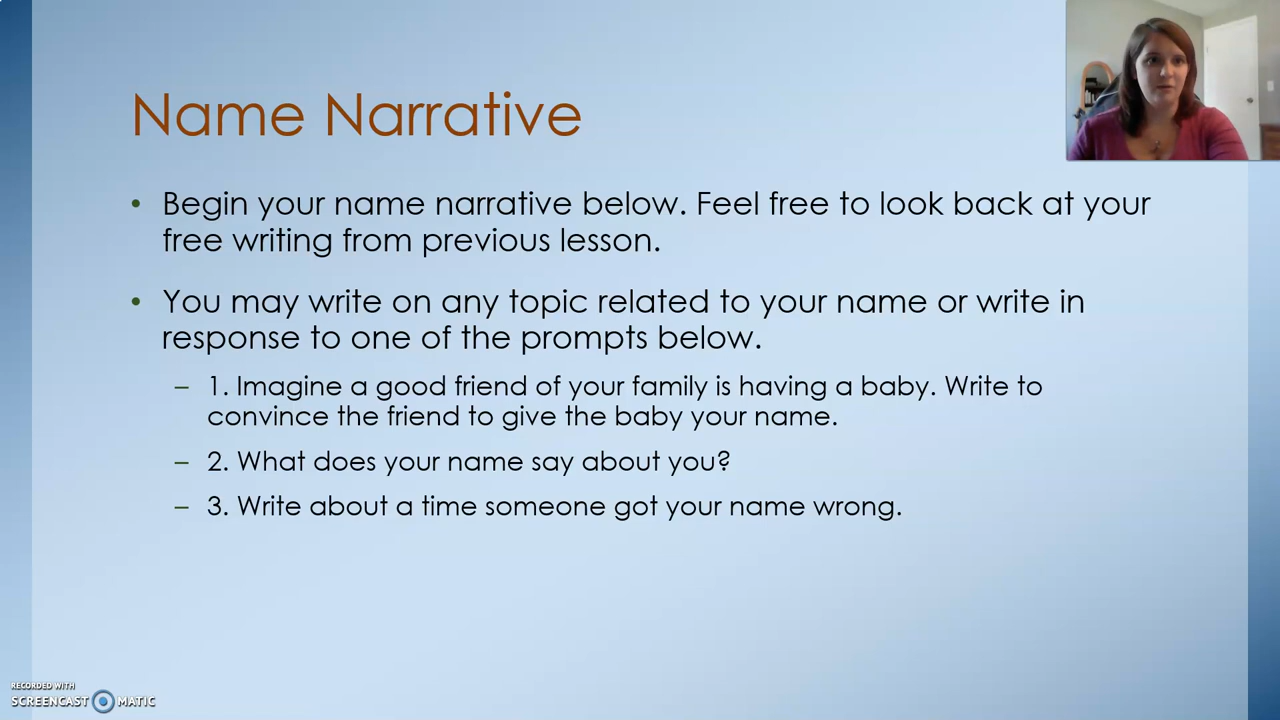 Name Narrative
• Begin your name narrative below. Feel free to look back at your
free writing from previous lesson.
• You may write on any topic related to your name or write in
response to one of the prompts below.
– 1. Imagine a good friend of your family is having a baby. Write to
convince the friend to give the baby your name.
– 2. What does your name say about you?
– 3. Write about a time someone got your name wrong.
RECORDED WITH
SCREENCAST MATIC